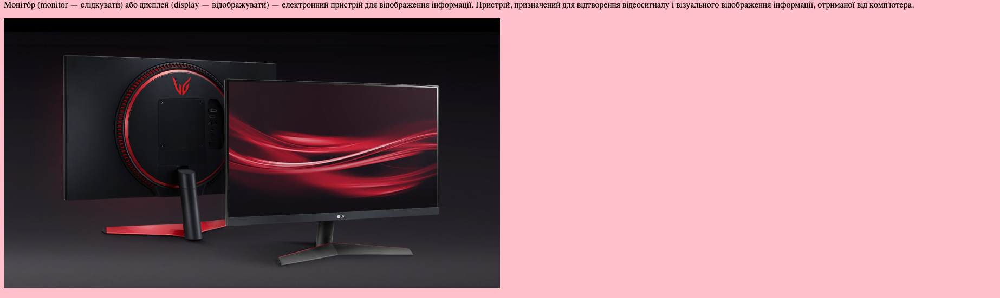 Моніто́р (monitor — слідкувати) або дисплей (display — відображувати) — електронний пристрій для відображення інформації. Пристрій, призначений для відтворення відеосигналу і візуального відображення інформації, отриманої від комп'ютера.
LG